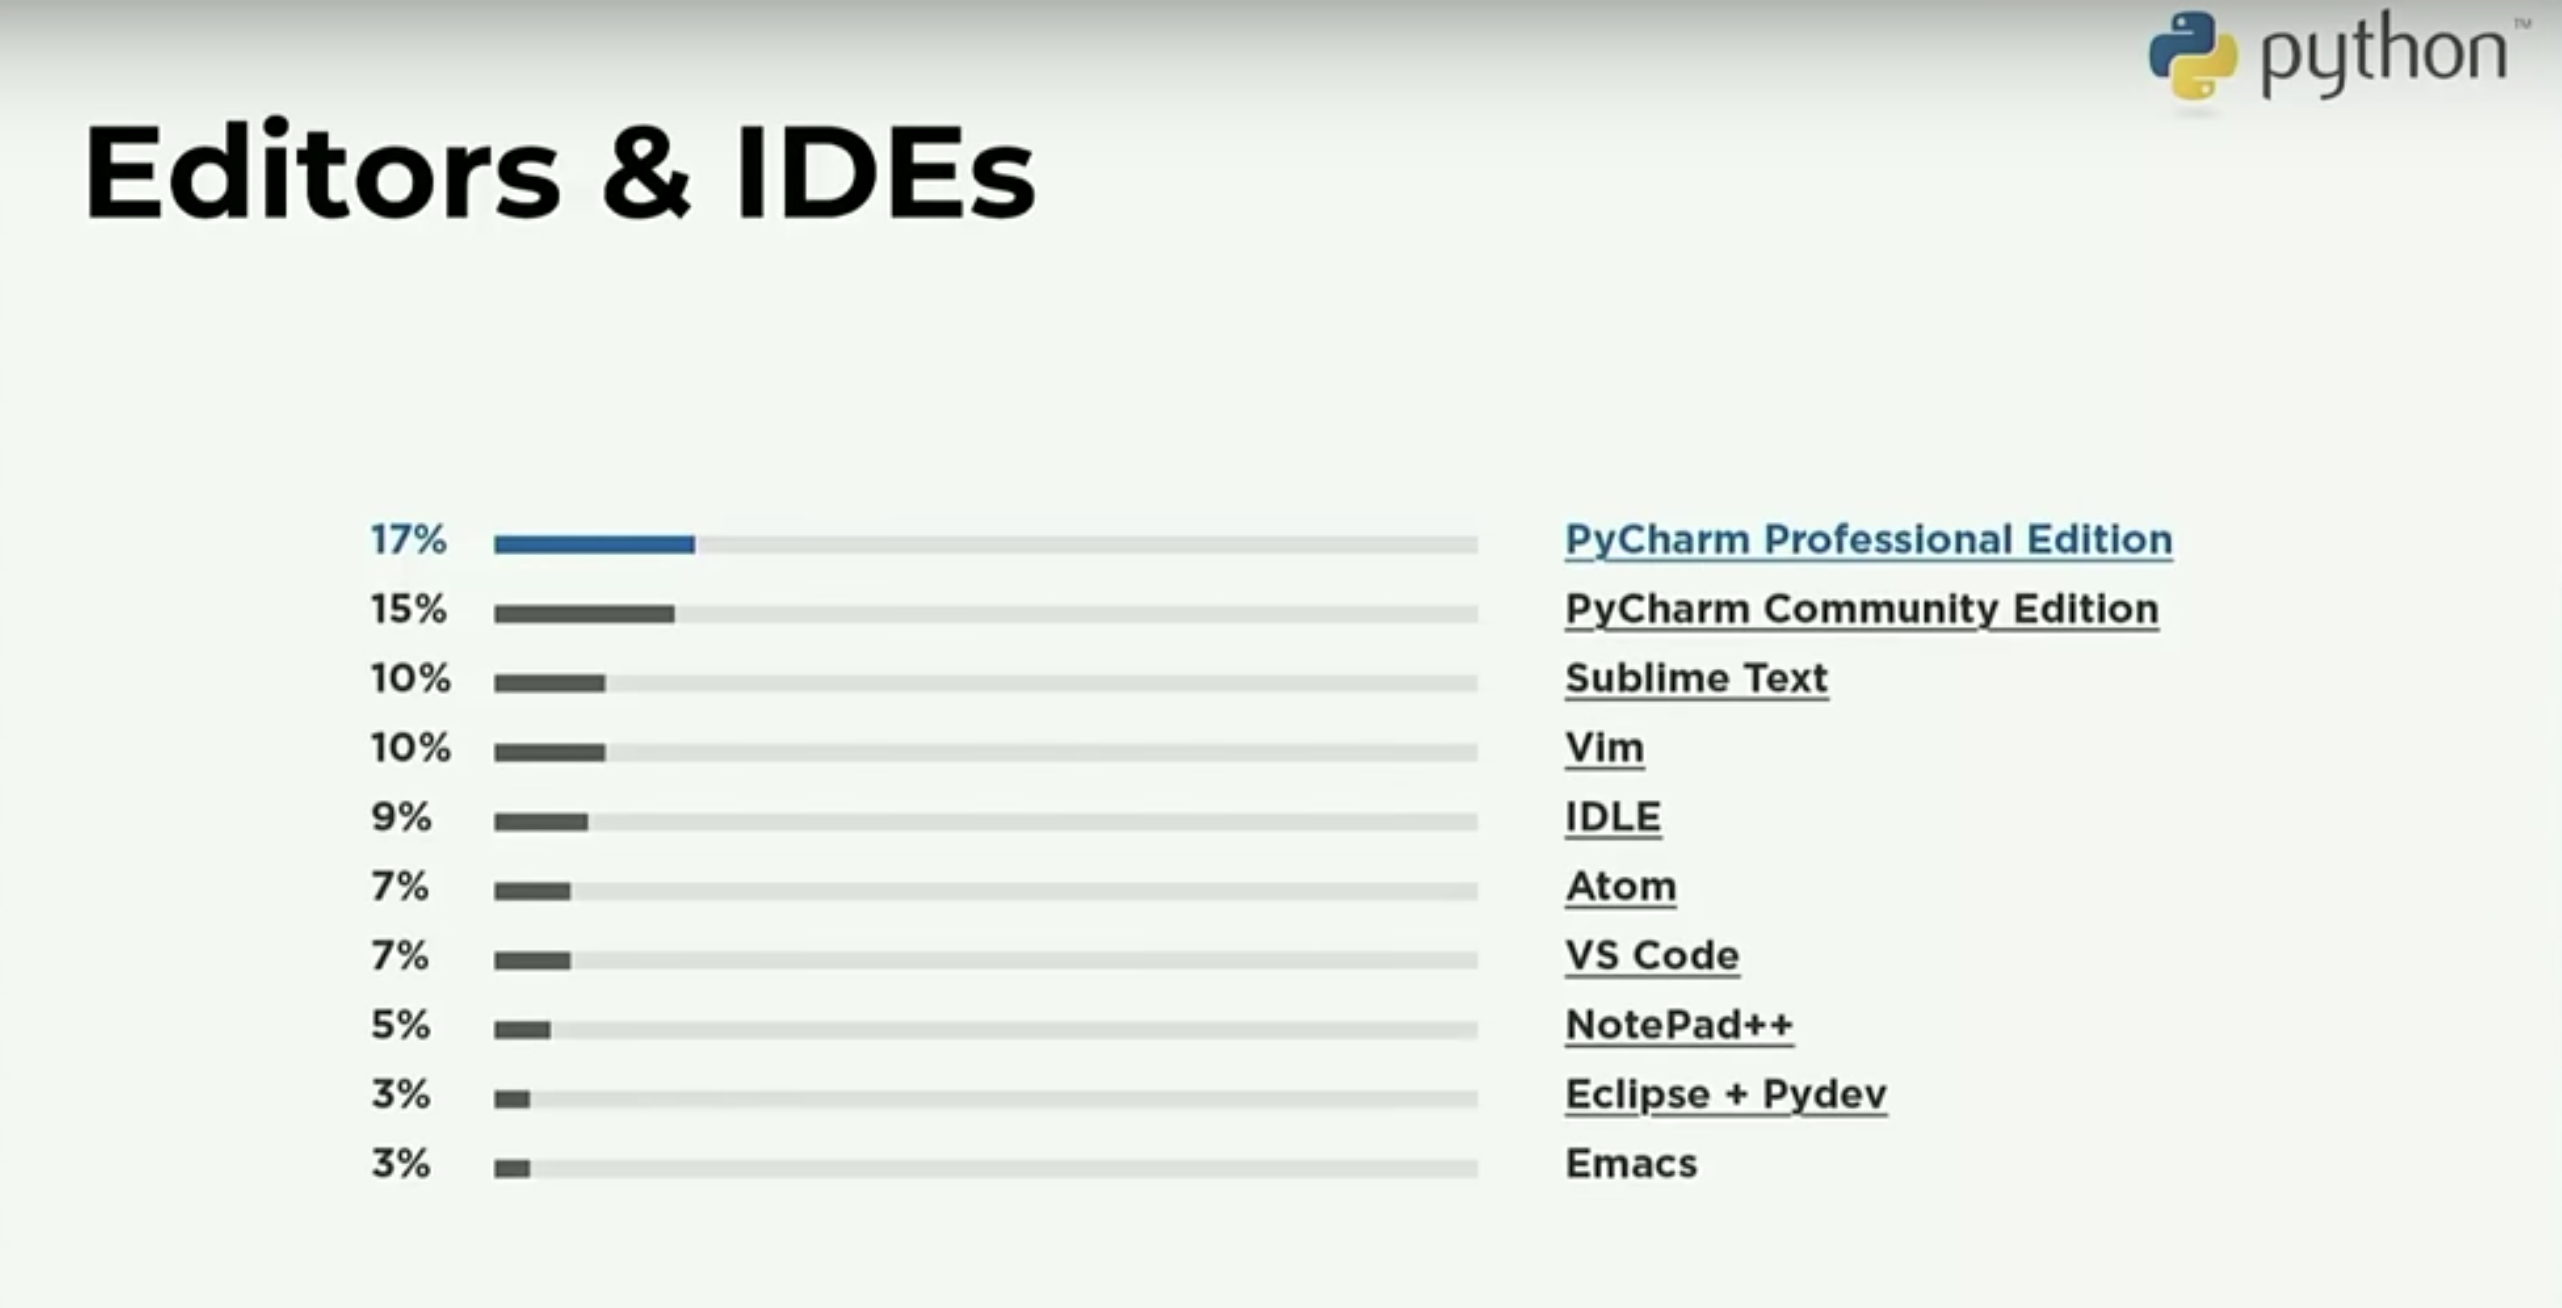 python™
Editors & IDEs
17% PyCharm Professional Edition
15% PyCharm Community Edition
10% Sublime Text
10% Vim
9% IDLE
7% Atom
7% VS Code
5% NotePad++
3% Eclipse + Pydev
3% Emacs